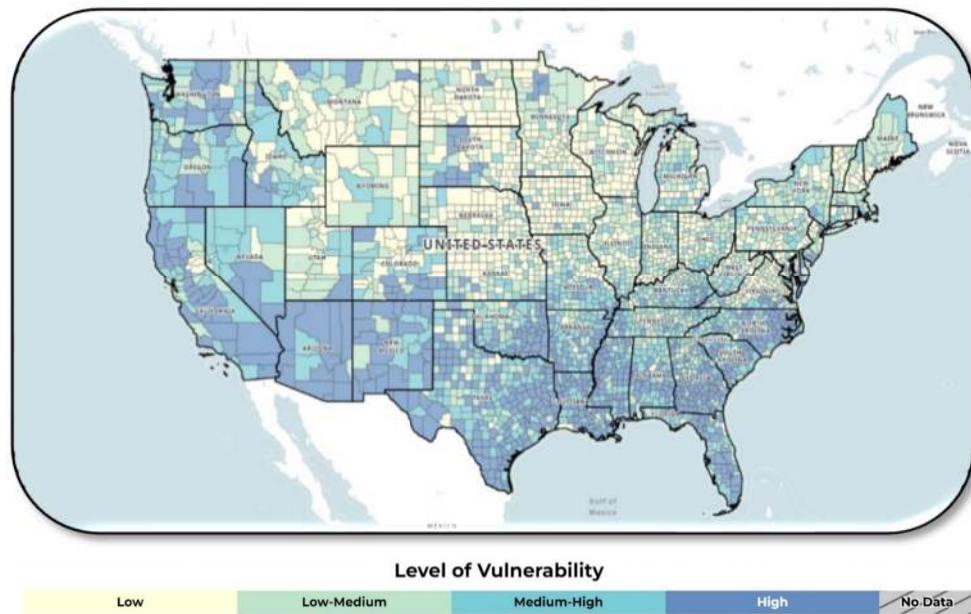 WASHINGTON
MONTANA
NORTH DAKOTA
MINNESOTA
NEW BRUNSWICK
MAINE
NOVA SCOTIA
OREGON
IDAHO
SOUTH DAKOTA
WISCONSIN
MICHIGAN
NEW YORK
WYOMING
IOWA
NEBRASKA
PENNSYLVANIA
NEVADA
UTAH
UNITED STATES
COLORADO
KANSAS
ILLINOIS
INDIANA
OHIO
WEST VIRGINIA
VIRGINIA
MISSOURI
KENTUCKY
CALIFORNIA
ARIZONA
NEW MEXICO
OKLAHOMA
ARKANSAS
TENNESSEE
NORTH CAROLINA
SOUTH CAROLINA
ALABAMA
TEXAS
Gulf of
Mexico
MÉXICO
Level of Vulnerability
Low Low-Medium Medium-High High No Data